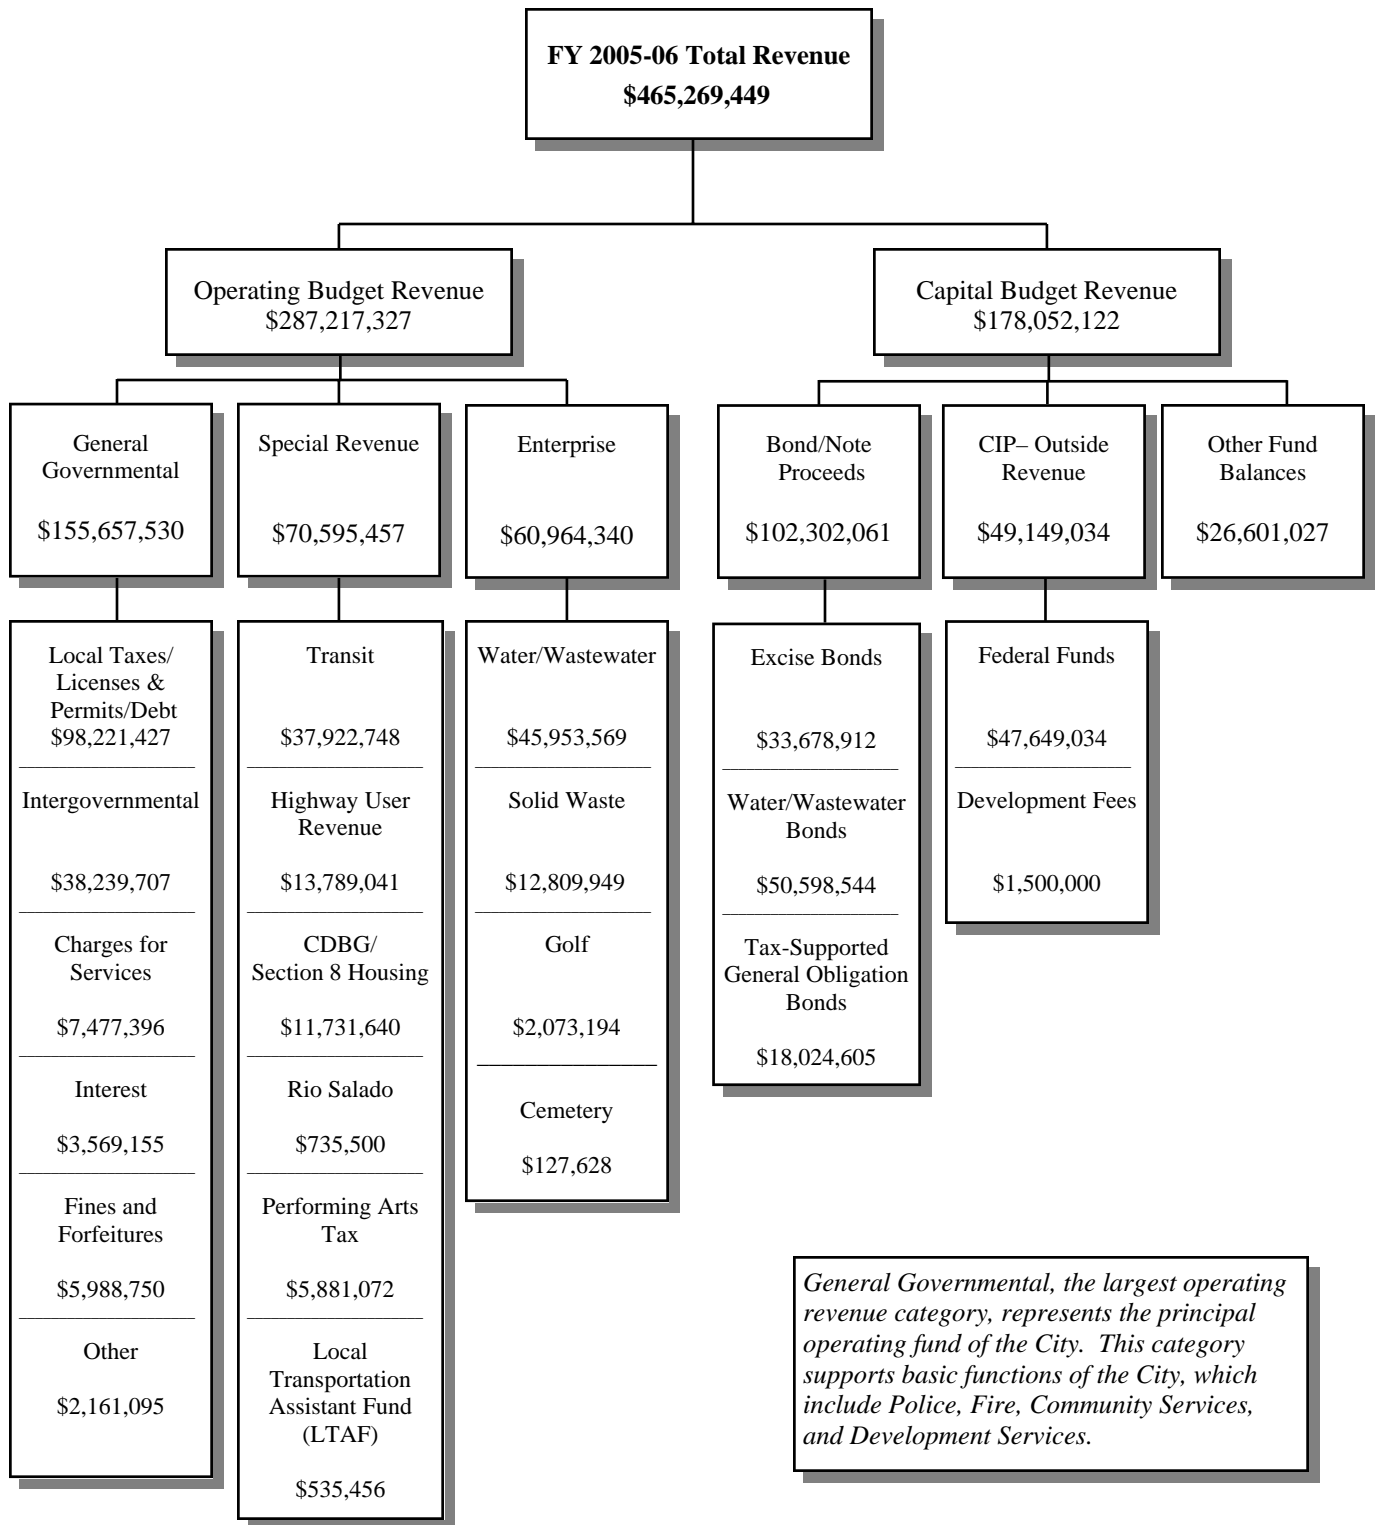 FY 2005-06 Total Revenue
$465,269,449
Operating Budget Revenue
$287,217,327
Capital Budget Revenue
$178,052,122
General
Governmental
$155,657,530
Special Revenue
$70,595,457
Enterprise
$60,964,340
Bond/Note
Proceeds
$102,302,061
CIP– Outside
Revenue
$49,149,034
Other Fund
Balances
$26,601,027
Local Taxes/
Licenses &
Permits/Debt
$98,221,427
Intergovernmental
$38,239,707
Charges for
Services
$7,477,396
Interest
$3,569,155
Fines and
Forfeitures
$5,988,750
Other
$2,161,095
Transit
$37,922,748
Highway User
Revenue
$13,789,041
CDBG/
Section 8 Housing
$11,731,640
Rio Salado
$735,500
Performing Arts
Tax
$5,881,072
Local
Transportation
Assistant Fund
(LTAF)
$535,456
Water/Wastewater
$45,953,569
Solid Waste
$12,809,949
Golf
$2,073,194
Cemetery
$127,628
Excise Bonds
$33,678,912
Water/Wastewater
Bonds
$50,598,544
Tax-Supported
General Obligation
Bonds
$18,024,605
Federal Funds
$47,649,034
Development Fees
$1,500,000
General Governmental, the largest operating
revenue category, represents the principal
operating fund of the City.  This category
supports basic functions of the City, which
include Police, Fire, Community Services,
and Development Services.